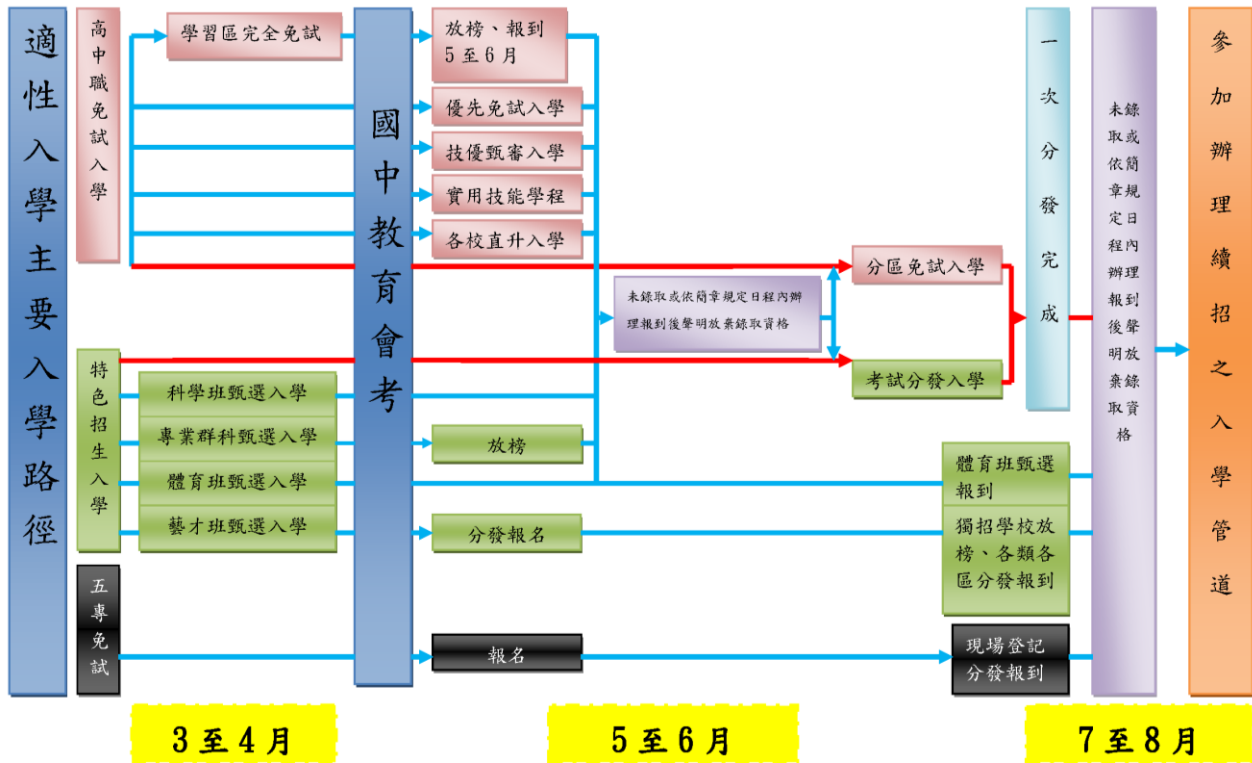 適性入學主要入學路徑
高中職免試入學
學習區完全免試
國中教育會考
放榜、報到
5至6月
優先免試入學
技優甄審入學
實用技能學程
各校直升入學
未錄取或依簡章規定日程內辦
理報到後聲明放棄錄取資格
分區免試入學
考試分發入學
一次分發完成
特色招生入學
科學班甄選入學
專業群科甄選入學
體育班甄選入學
藝才班甄選入學
放榜
分發報名
體育班甄選
報到
獨招學校放
榜、各類各
區分發報到
五專免試
報名
現場登記
分發報到
未錄
取或
依簡
章規
定日
程內
辦理
報到
後聲
明放
棄錄
取資
格
參加辦理續招之入學管道
3至4月
5至6月
7至8月